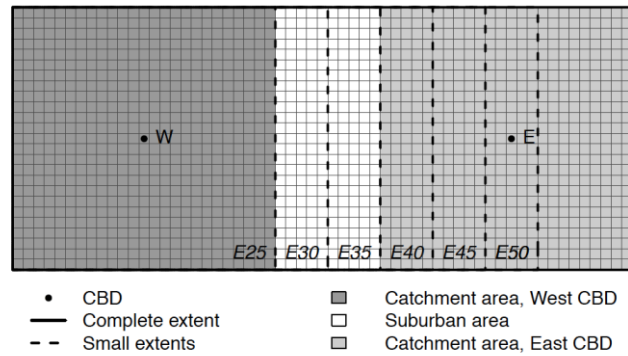 W
E
E25 E30 E35 E40 E45 E50
CBD
Complete extent
Small extents
Catchment area, West CBD
Suburban area
Catchment area, East CBD